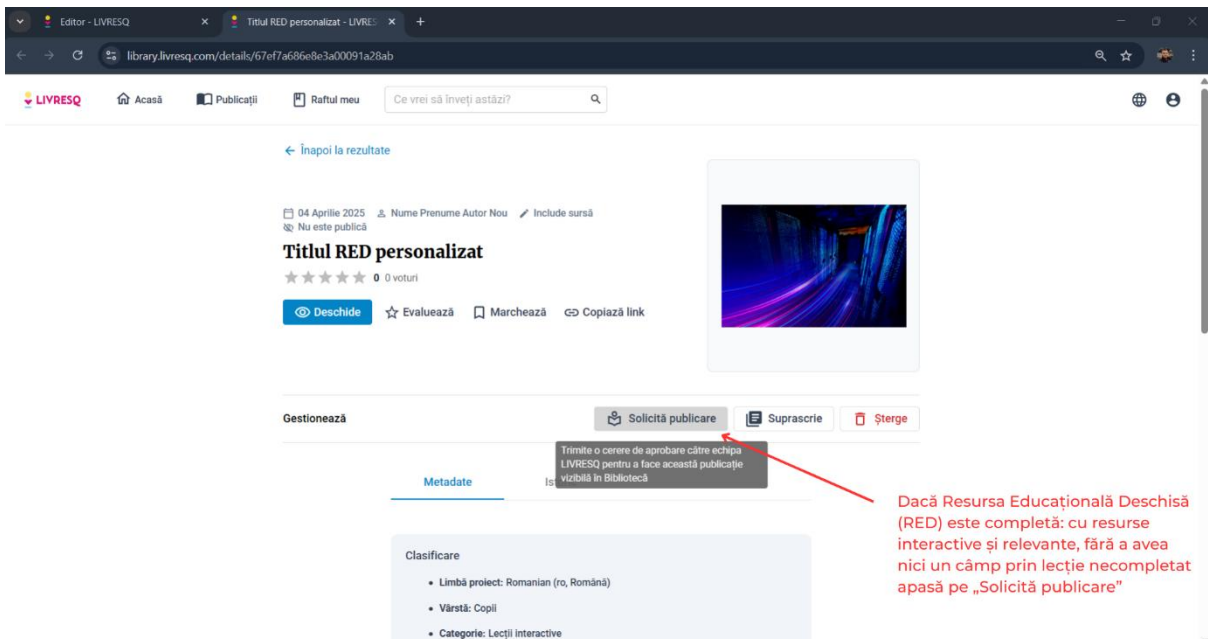 Editor - LIVRESQ
Titlul RED personalizat - LIVRES
library.livresq.com/details/67ef7a686e8e3a00091a28ab
LIVRESQ
Acasă
Publicații
Raftul meu
Ce vrei să înveți astăzi?
Înapoi la rezultate
04 Aprilie 2025 Nume Prenume Autor Nou Include sursă
Nu este publică
Titlul RED personalizat
0 0 voturi
Deschide
Evaluează
Marchează
Copiază link
Gestionează
Solicită publicare
Suprascrie
Șterge
Trimite o cerere de aprobare către echipa
LIVRESQ pentru a face această publicație
vizibilă în Bibliotecă
Metadate
Is
Dacă Resursa Educațională Deschisă
(RED) este completă: cu resurse
interactive și relevante, fără a avea
nici un câmp prin lecție necompletat
apasă pe „Solicită publicare”
Clasificare
• Limbă proiect: Romanian (ro, Română)
• Vârstă: Copii
• Categorie: Lecții interactive